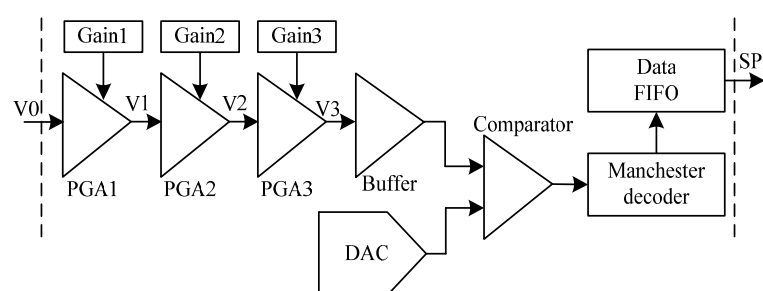 Gain1
Gain2
Gain3
V0
V1
V2
V3
PGA1
PGA2
PGA3
Buffer
DAC
Comparator
Manchester
decoder
Data
FIFO
SP